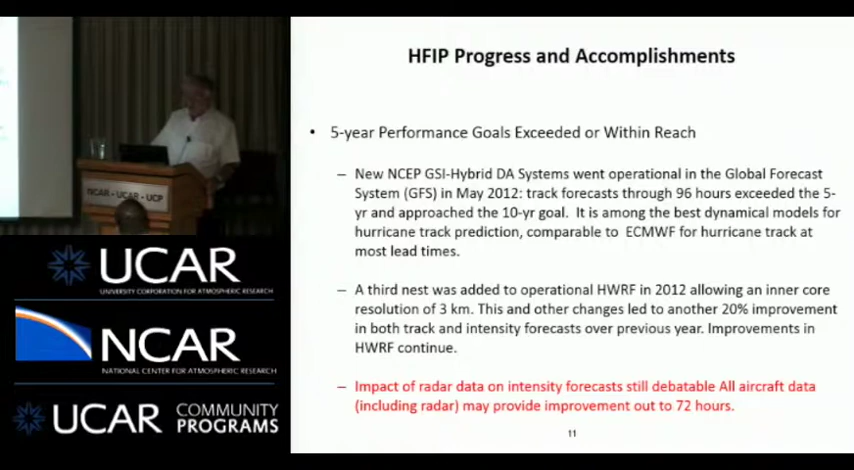 HFIP Progress and Accomplishments
• 5-year Performance Goals Exceeded or Within Reach
– New NCEP GSI-Hybrid DA Systems went operational in the Global Forecast
System (GFS) in May 2012: track forecasts through 96 hours exceeded the 5-
yr and approached the 10-yr goal. It is among the best dynamical models for
hurricane track prediction, comparable to ECMWF for hurricane track at
most lead times.
– A third nest was added to operational HWRF in 2012 allowing an inner core
resolution of 3 km. This and other changes led to another 20% improvement
in both track and intensity forecasts over previous year. Improvements in
HWRF continue.
– Impact of radar data on intensity forecasts still debatable All aircraft data
(including radar) may provide improvement out to 72 hours.
11
NCAR - UCAR - UCP
UCAR
UNIVERSITY CORPORATION FOR ATMOSPHERIC RESEARCH
NCAR
NATIONAL CENTER FOR ATMOSPHERIC RESEARCH
UCAR COMMUNITY
PROGRAMS